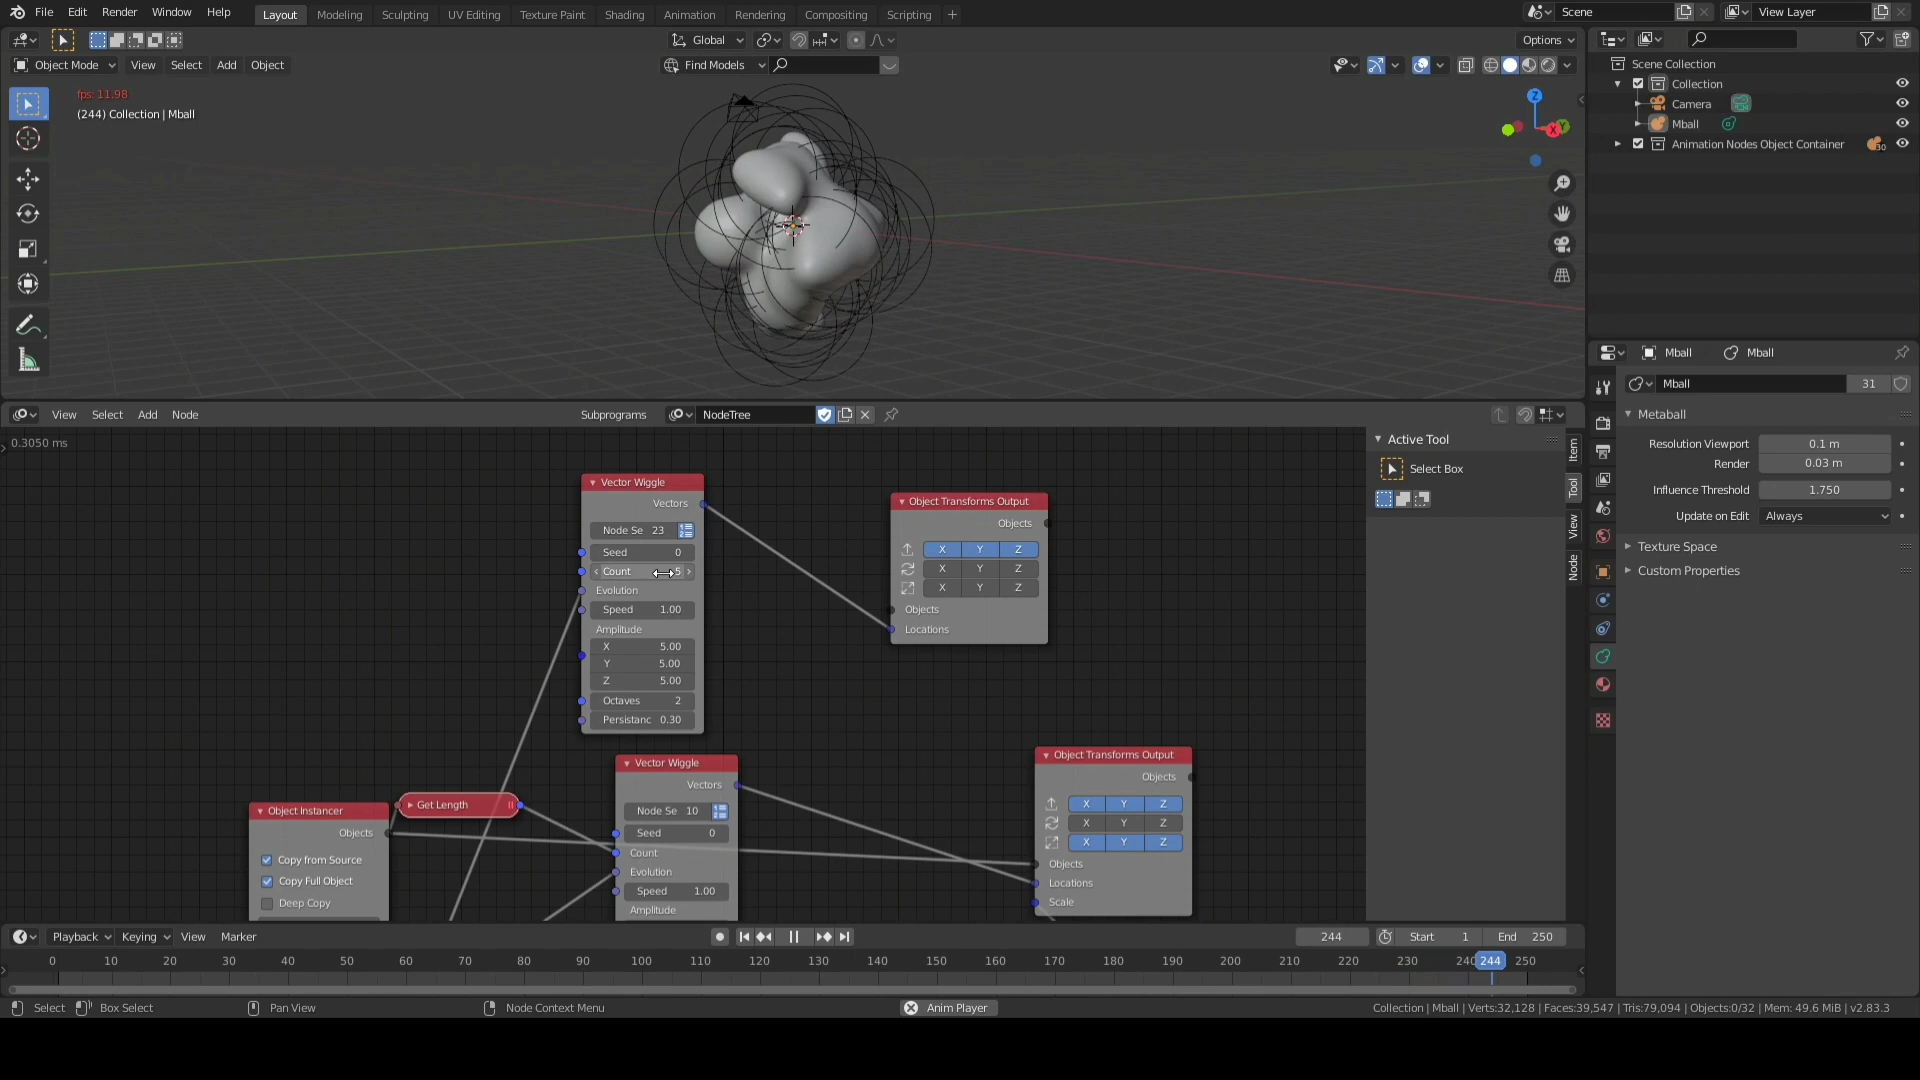 File Edit Render Window Help Layout Modeling Sculpting UV Editing Texture Paint Shading Animation Rendering Compositing Scripting + Scene View Layer
Global Options
Object Mode View Select Add Object Find Models
fps: 11.98
(244) Collection | Mball
Z
X
Y
Scene Collection
Collection
Camera
Mball
Animation Nodes Object Container 30
Mball Mball
Mball 31
Metaball
Resolution Viewport 0.1 m
Render 0.03 m
Influence Threshold 1.750
Update on Edit Always
Texture Space
Custom Properties
View Select Add Node Subprograms NodeTree
0.3050 ms
Vector Wiggle
Vectors
Node Se 23
Seed 0
Count 5
Evolution
Speed 1.00
Amplitude
X 5.00
Y 5.00
Z 5.00
Octaves 2
Persistanc 0.30
Object Transforms Output
Objects
X Y Z
X Y Z
X Y Z
Objects
Locations
Object Instancer
Objects
Copy from Source
Copy Full Object
Deep Copy
Get Length
Vector Wiggle
Vectors
Node Se 10
Seed 0
Count
Evolution
Speed 1.00
Amplitude
Object Transforms Output
Objects
X Y Z
X Y Z
X Y Z
Objects
Locations
Scale
Active Tool
Select Box
Item
Tool
View
Node
Playback Keying View Marker 244 Start 1 End 250
0 10 20 30 40 50 60 70 80 90 100 110 120 130 140 150 160 170 180 190 200 210 220 230 240 244 250
Select Box Select Pan View Node Context Menu Anim Player Collection | Mball | Verts:32,128 | Faces:39,547 | Tris:79,094 | Objects:0/32 | Mem: 49.6 MiB | v2.83.3